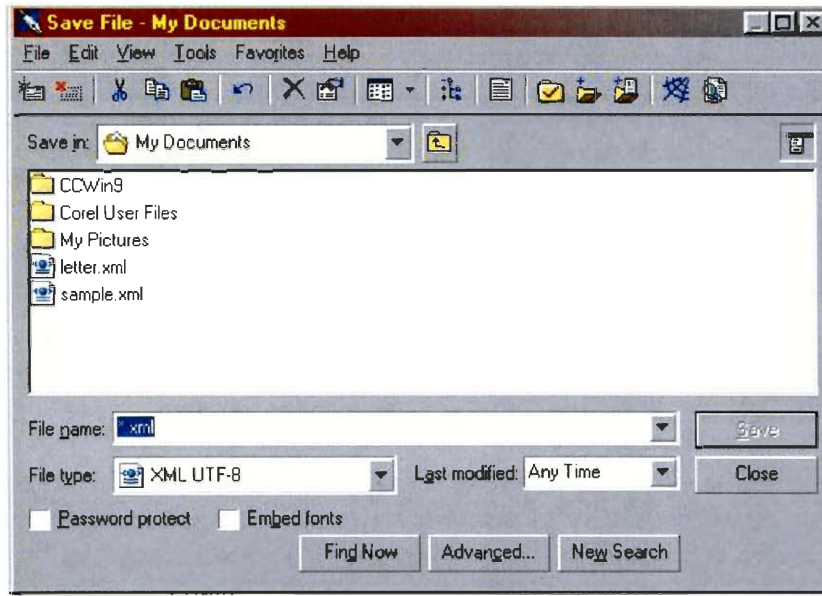 Save File - My Documents
File Edit View Tools Favorites Help
Save in: My Documents
CCWin9
Corel User Files
My Pictures
letter.xml
sample.xml
File name: *.xml Save
File type: XML UTF-8 Last modified: Any Time Close
Password protect Embed fonts
Find Now Advanced... New Search